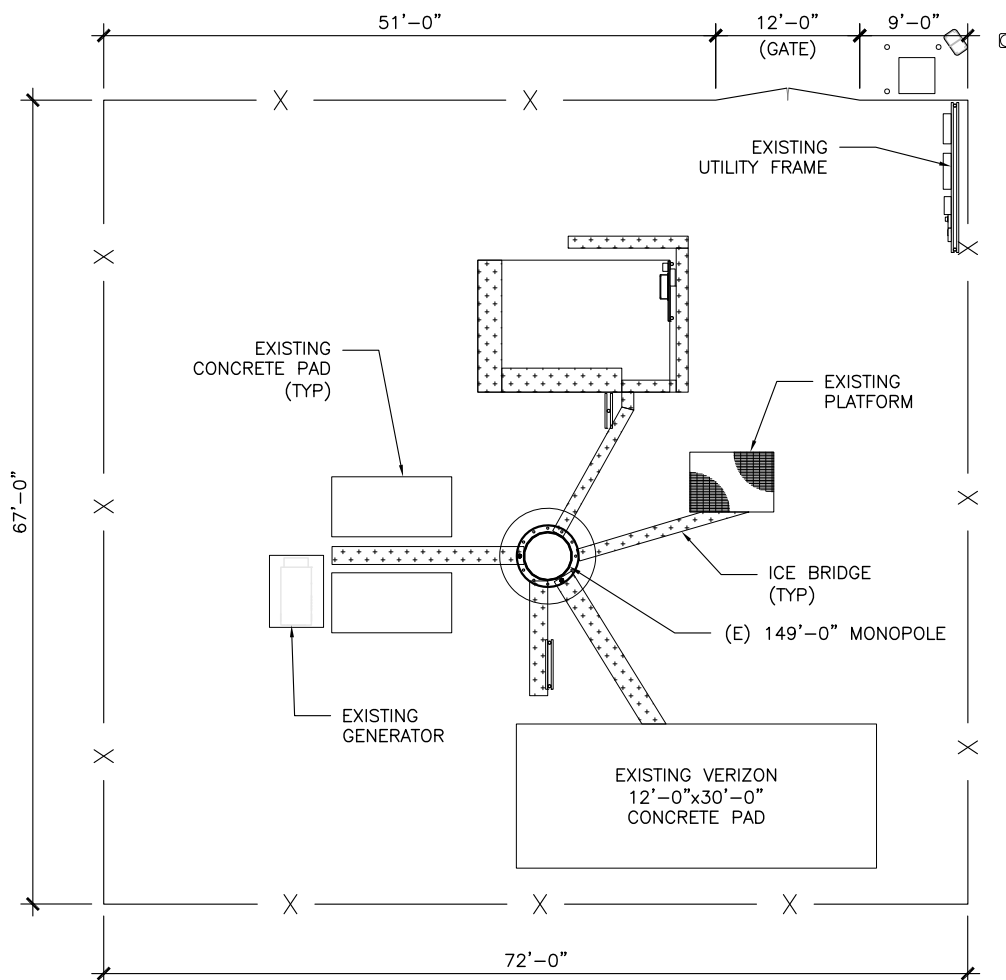 51'-0"
12'-0"
(GATE)
9'-0"
EXISTING
UTILITY FRAME
EXISTING
CONCRETE PAD
(TYP)
EXISTING
PLATFORM
67'-0"
ICE BRIDGE
(TYP)
(E) 149'-0" MONOPOLE
EXISTING
GENERATOR
EXISTING VERIZON
12'-0"x30'-0"
CONCRETE PAD
72'-0"